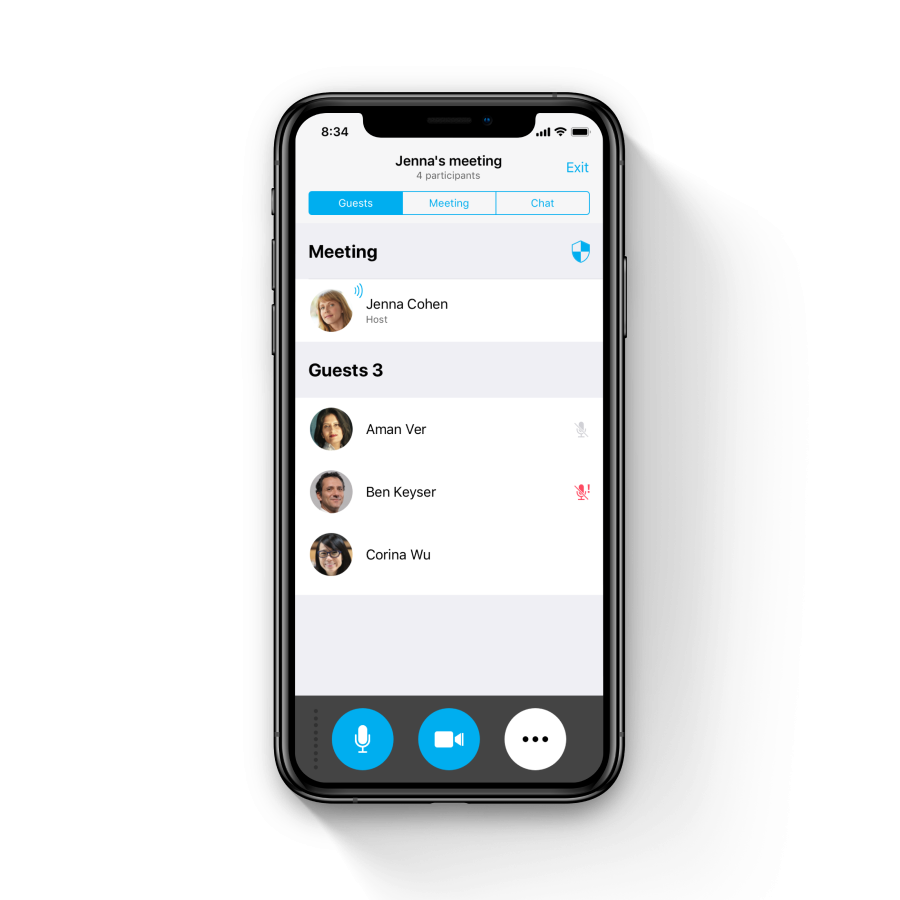 8:34
Jenna's meeting
4 participants
Exit
Guests
Meeting
Chat
Meeting
Jenna Cohen
Host
Guests 3
Aman Ver
Ben Keyser
Corina Wu